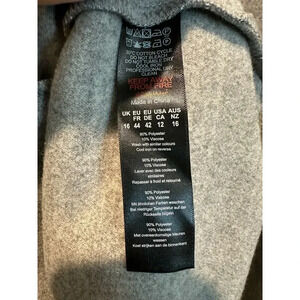 30°C COTTON CYCLE
DO NOT BLEACH
DO NOT TUMBLE DRY
COOL IRON
PROFESSIONAL DRY
CLEAN
KEEP AWAY
FROM FIRE
Made in China
UK EU EU USA AUS
FR DE CA NZ
16 44 42 12 16
90% Polyester
10% Viscose
Wash with similar colours
Cool iron on reverse
90% Polyester
10% Viscose
Laver avec des couleurs
similaires
Repasser à froid et retourné
90% Polyester
10% Viscose
Mit ähnlichen Farben waschen
Bei niedriger Temperatur auf der
Rückseite bügeln
90% Polyester
10% Viscose
Met overeenkomstige kleuren
wassen
Koel strijken aan de binnenkant